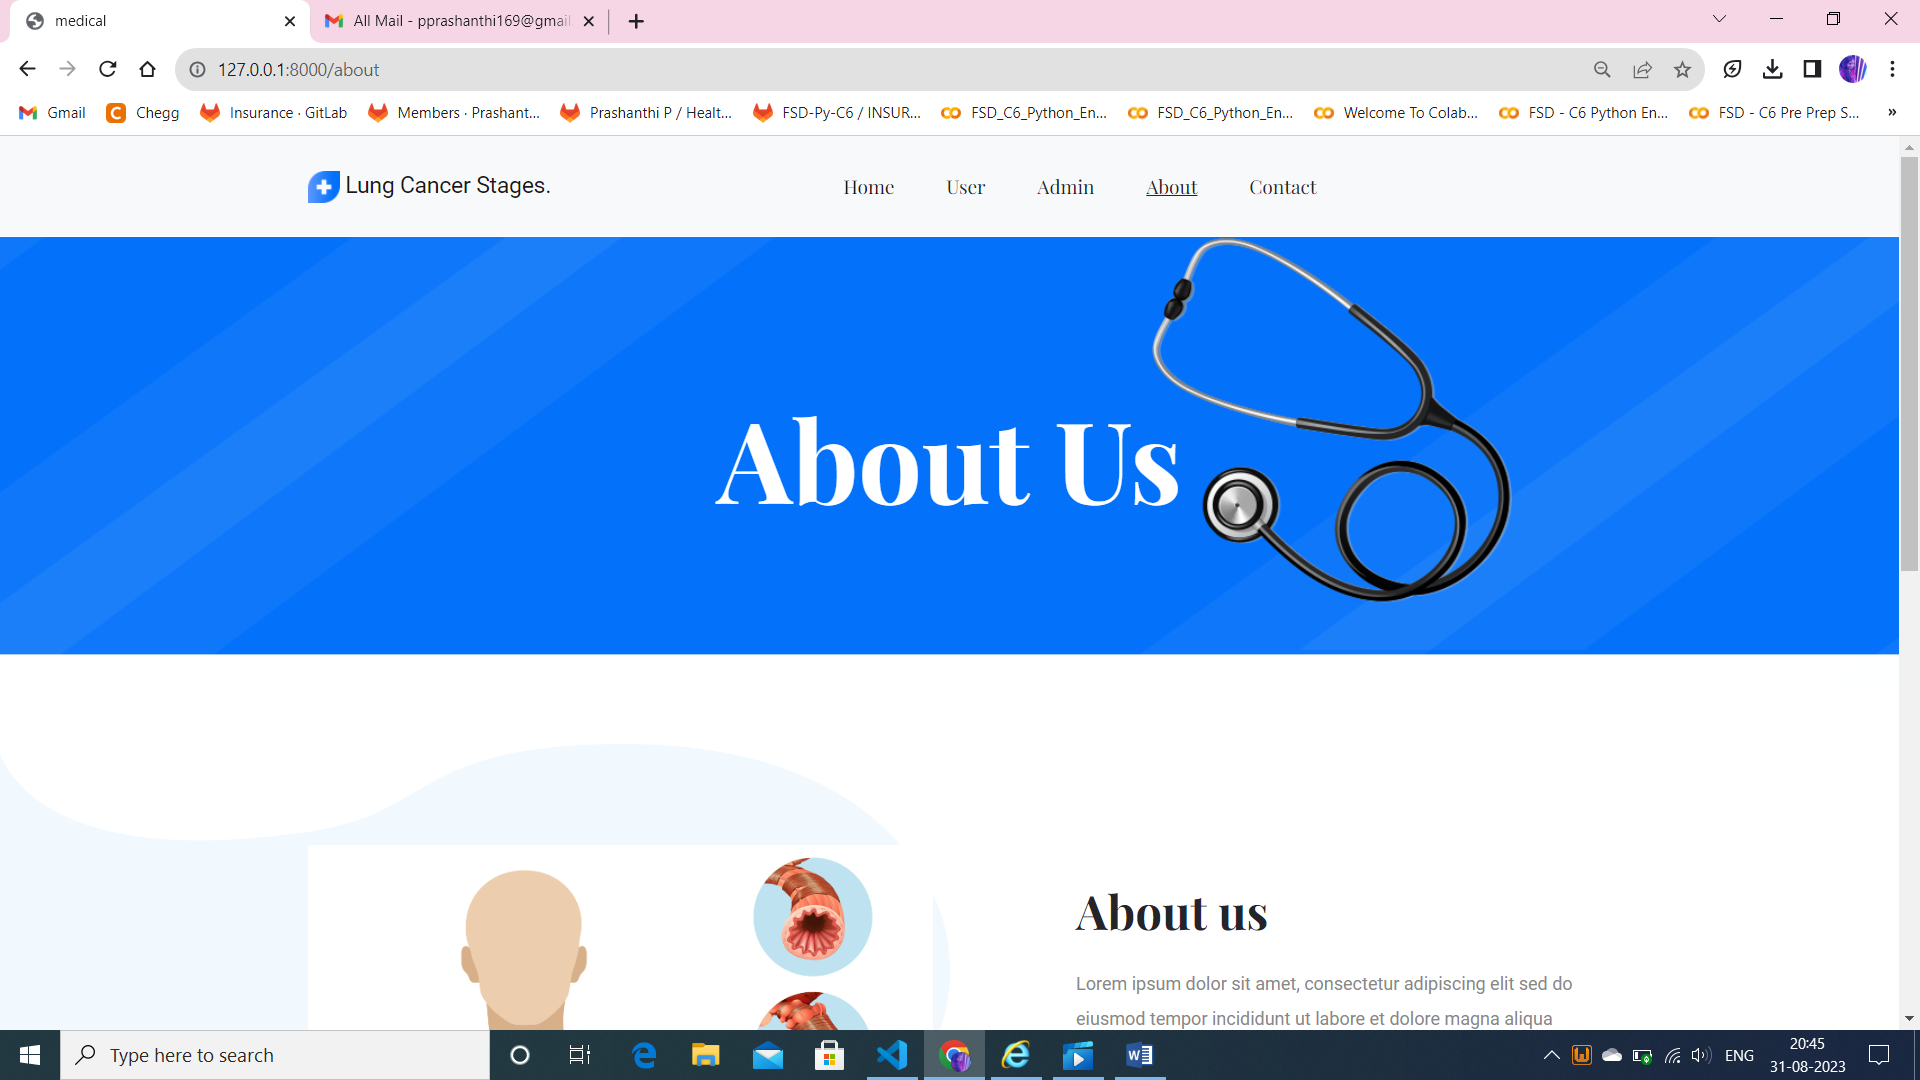 medical
All Mail - pprashanthi169@gmail.
127.0.0.1:8000/about
Gmail
Chegg
Insurance · GitLab
Members · Prashant...
Prashanthi P / Healt...
FSD-Py-C6 / INSUR...
FSD_C6_Python_En...
FSD_C6_Python_En...
Welcome To Colab...
FSD - C6 Python En...
FSD - C6 Pre Prep S...
»
Lung Cancer Stages.
Home
User
Admin
About
Contact
About Us
About us
Lorem ipsum dolor sit amet, consectetur adipiscing elit sed do
eiusmod tempor incididunt ut labore et dolore magna aliqua
Type here to search
ENG
20:45
31-08-2023